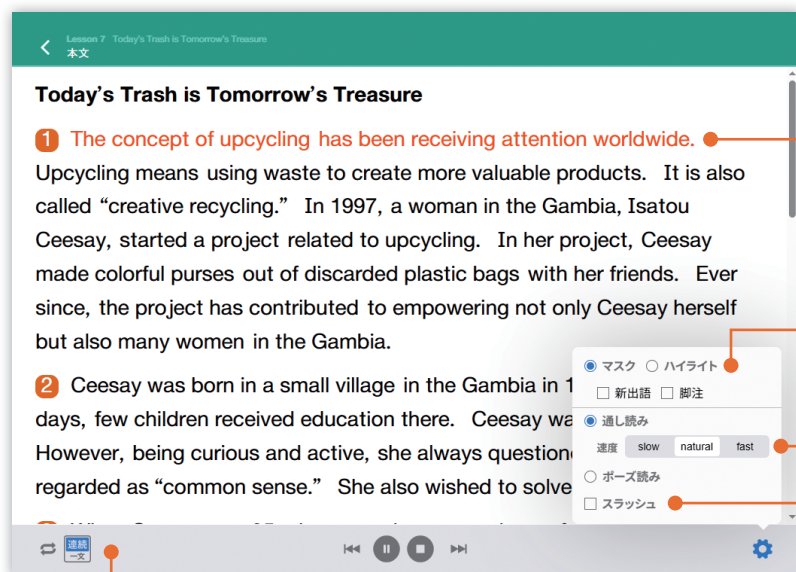 Lesson 7 Today's Trash is Tomorrow's Treasure
本文
Today's Trash is Tomorrow's Treasure
1 The concept of upcycling has been receiving attention worldwide.
Upcycling means using waste to create more valuable products. It is also
called “creative recycling.” In 1997, a woman in the Gambia, Isatou
Ceesay, started a project related to upcycling. In her project, Ceesay
made colorful purses out of discarded plastic bags with her friends. Ever
since, the project has contributed to empowering not only Ceesay herself
but also many women in the Gambia.
2 Ceesay was born in a small village in the Gambia in 1
days, few children received education there. Ceesay wa
However, being curious and active, she always question
regarded as “common sense.” She also wished to solve
マスク ハイライト
新出語 脚注
通し読み
速度 slow natural fast
ポーズ読み
スラッシュ
連続
一文